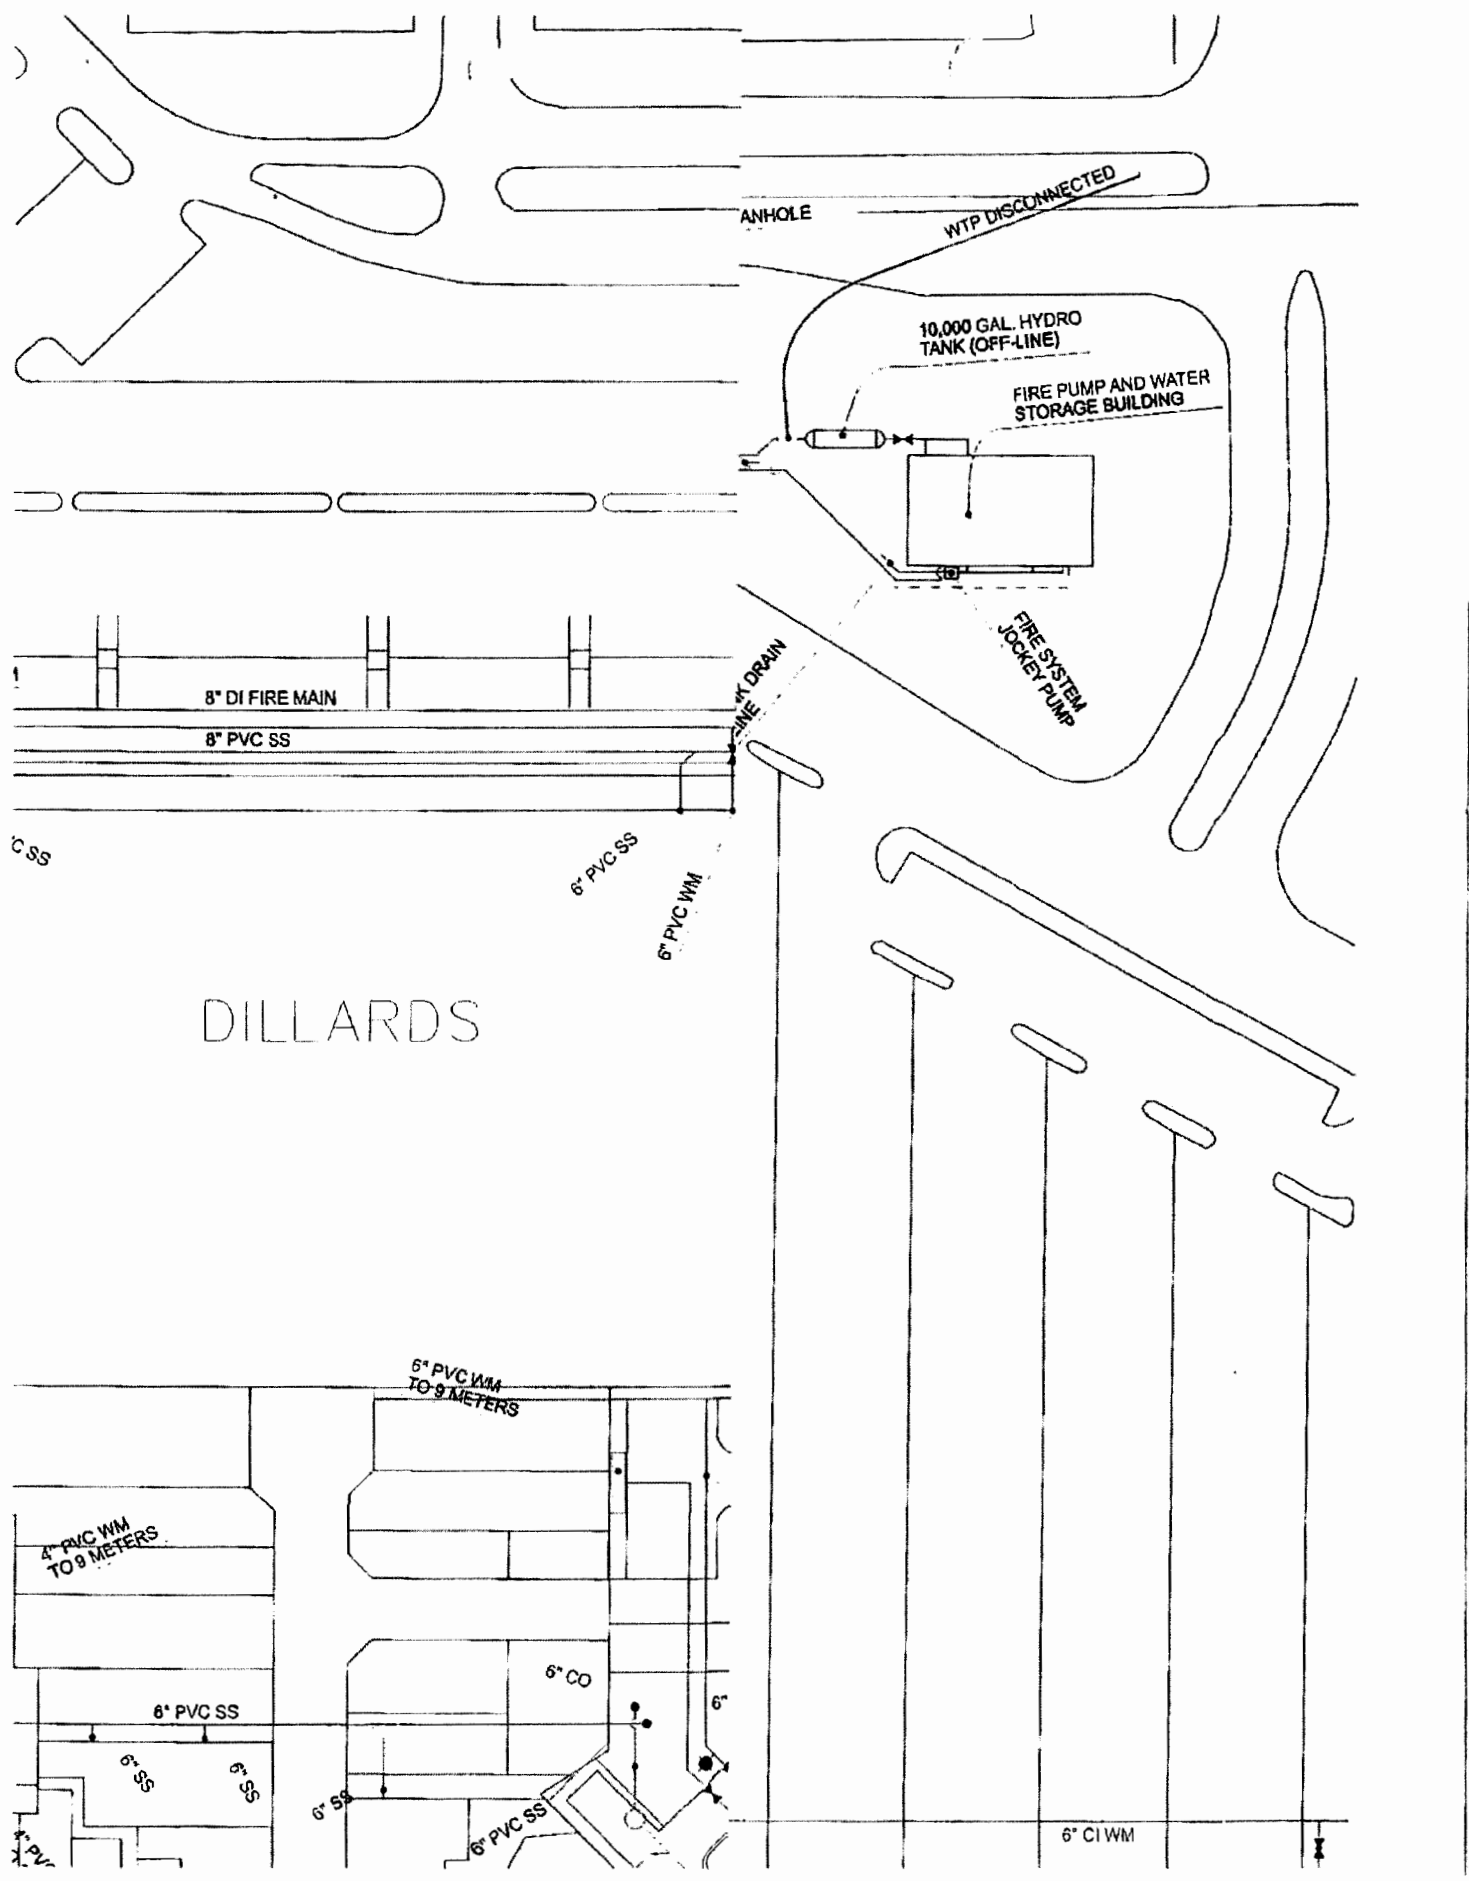 ANHOLE
WTP DISCONNECTED
10,000 GAL. HYDRO
TANK (OFF-LINE)
FIRE PUMP AND WATER
STORAGE BUILDING
FIRE SYSTEM
JOCKEY PUMP
DRAIN
8" DI FIRE MAIN
8" PVC SS
SS
6" PVC SS
6" PVC WM
DILLARDS
6" PVC WM
TO 9 METERS
4" PVC WM
TO 9 METERS
6" CO
6" PVC SS
6"
6" SS
6" SS
6" SS
6" PVC SS
6" CI WM